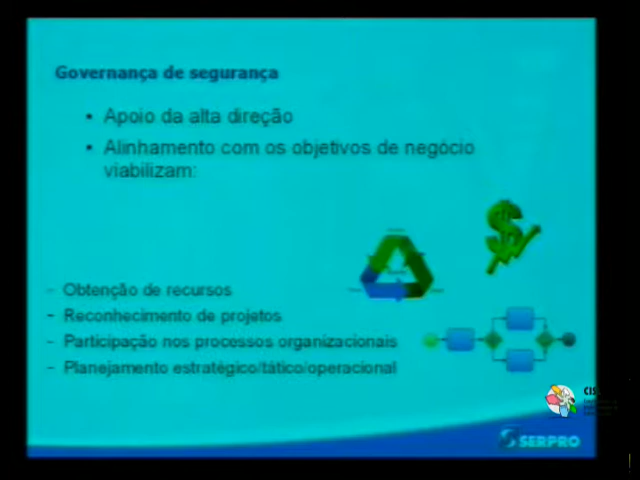 Governança de segurança
• Apoio da alta direção
• Alinhamento com os objetivos de negócio
viabilizam:
- Obtenção de recursos
- Reconhecimento de projetos
- Participação nos processos organizacionais
- Planejamento estratégico/tático/operacional
SERPRO